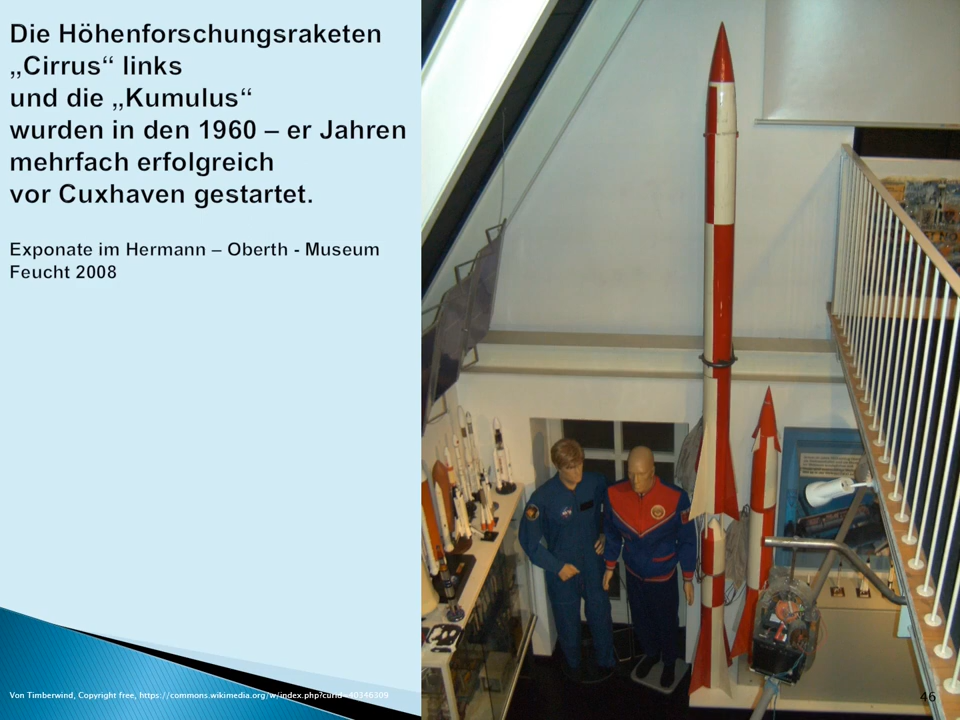 Die Höhenforschungsraketen
„Cirrus“ links
und die „Kumulus“
wurden in den 1960 – er Jahren
mehrfach erfolgreich
vor Cuxhaven gestartet.
Exponate im Hermann – Oberth - Museum
Feucht 2008
Von Timberwind, Copyright free, https://commons.wikimedia.org/w/index.php?curid=40346309
46